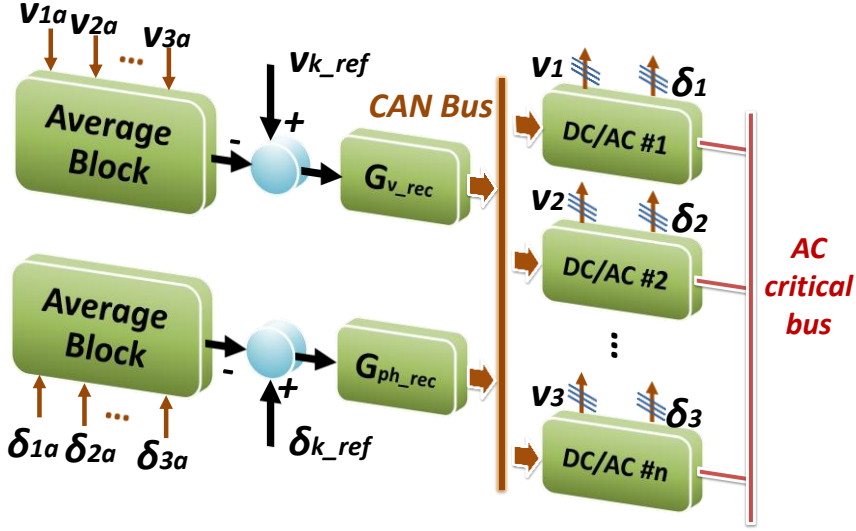 v1a
v2a
...
v3a
Average
Block
-
vk_ref
+
Gv_rec
CAN Bus
v1
δ1
DC/AC #1
v2
δ2
DC/AC #2
...
v3
δ3
DC/AC #n
AC
critical
bus
Average
Block
-
+
Gph_rec
δ1a
δ2a
...
δ3a
δk_ref